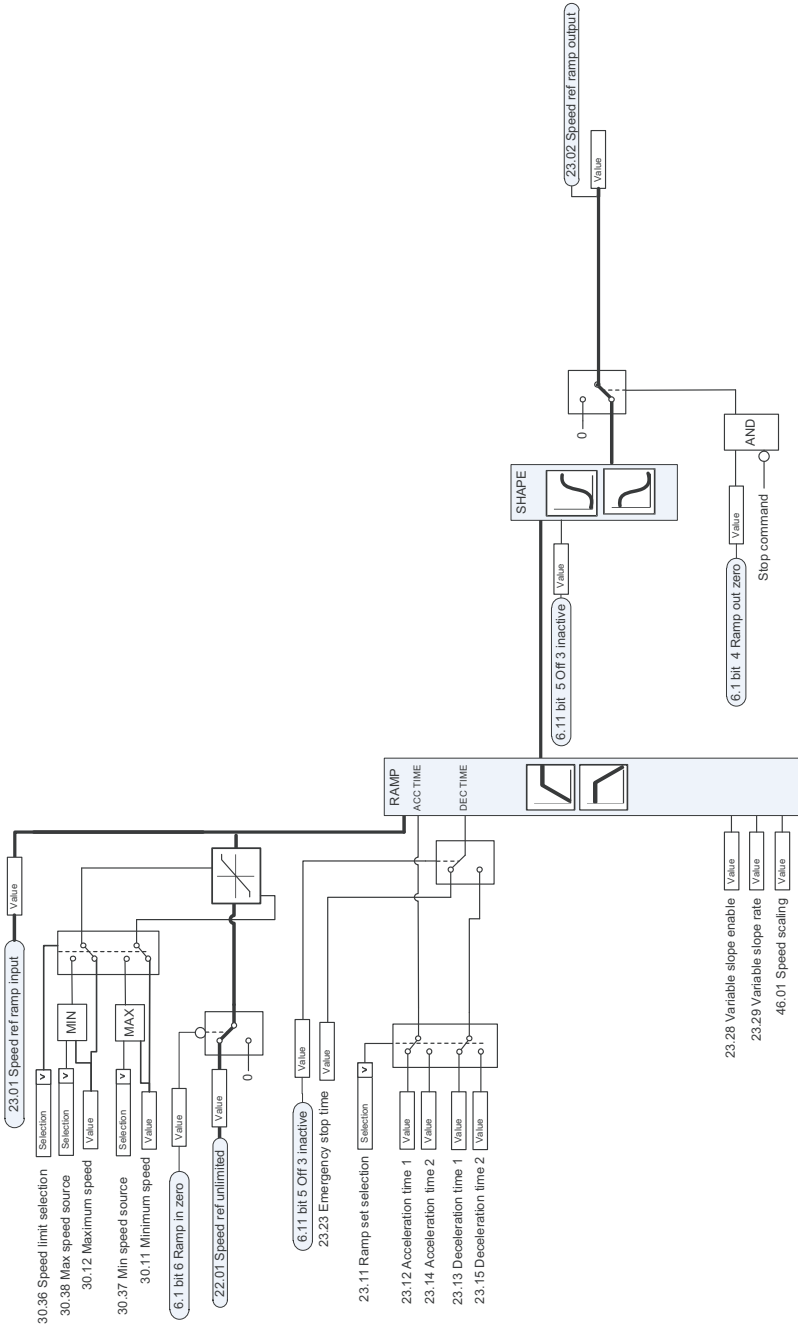 23.01 Speed ref ramp input
Value
30.36 Speed limit selection
Selection
v
30.38 Max speed source
Selection
v
MIN
30.12 Maximum speed
Value
30.37 Min speed source
Selection
v
MAX
30.11 Minimum speed
Value
6.1 bit 6 Ramp in zero
Value
22.01 Speed ref unlimited
Value
0
6.11 bit 5 Off 3 inactive
Value
23.23 Emergency stop time
Value
23.11 Ramp set selection
Selection
v
23.12 Acceleration time 1
Value
23.14 Acceleration time 2
Value
23.13 Deceleration time 1
Value
23.15 Deceleration time 2
Value
RAMP
ACC TIME
DEC TIME
23.28 Variable slope enable
Value
23.29 Variable slope rate
Value
46.01 Speed scaling
Value
6.11 bit 5 Off 3 inactive
Value
SHAPE
0
6.1 bit 4 Ramp out zero
Value
Stop command
AND
23.02 Speed ref ramp output
Value